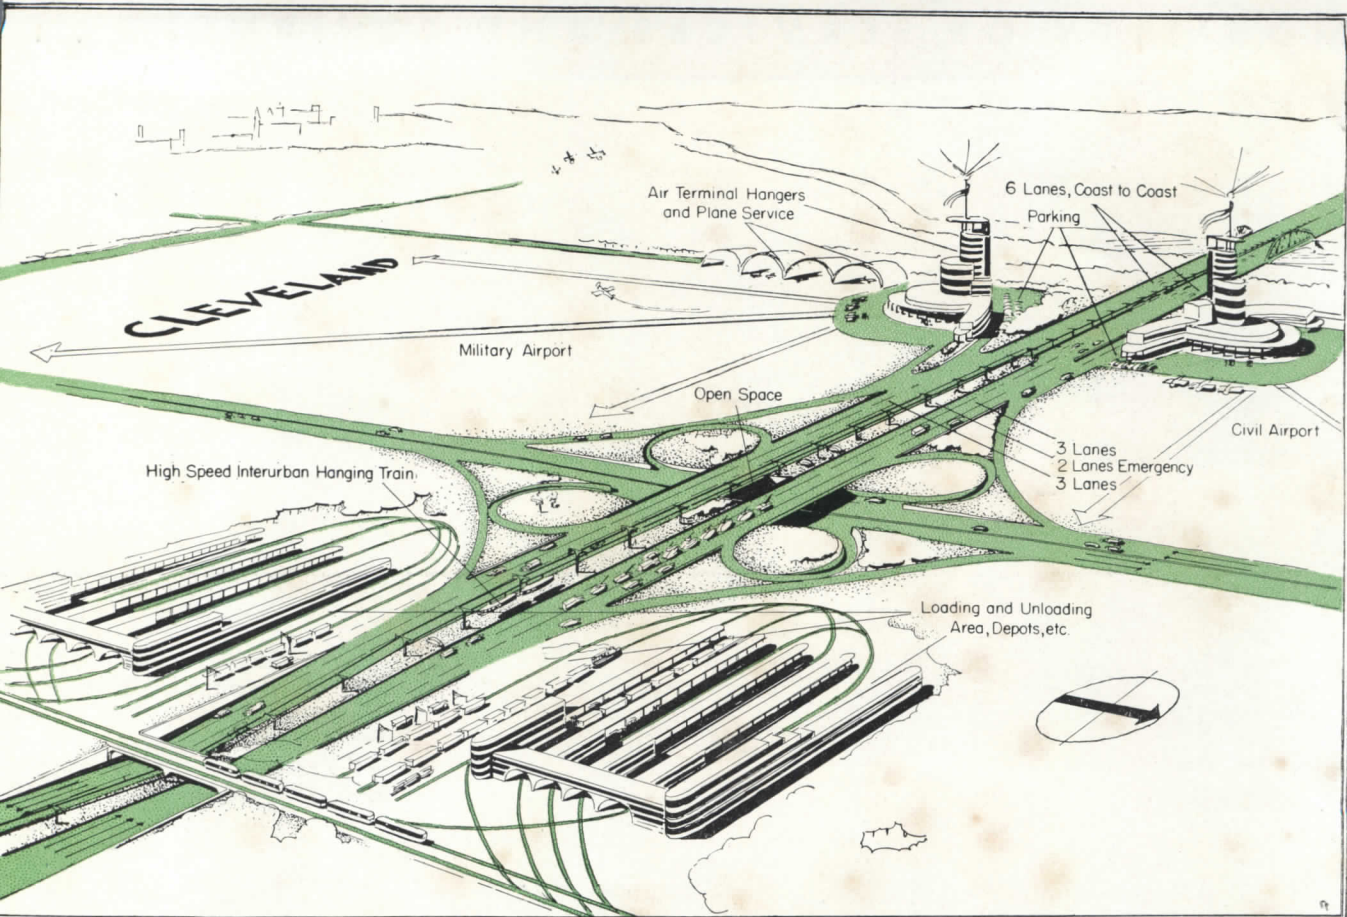 Air Terminal Hangers
and Plane Service
6 Lanes, Coast to Coast
Parking
CLEVELAND
Military Airport
Open Space
Civil Airport
3 Lanes
2 Lanes Emergency
3 Lanes
High Speed Interurban Hanging Train
Loading and Unloading
Area, Depots, etc.